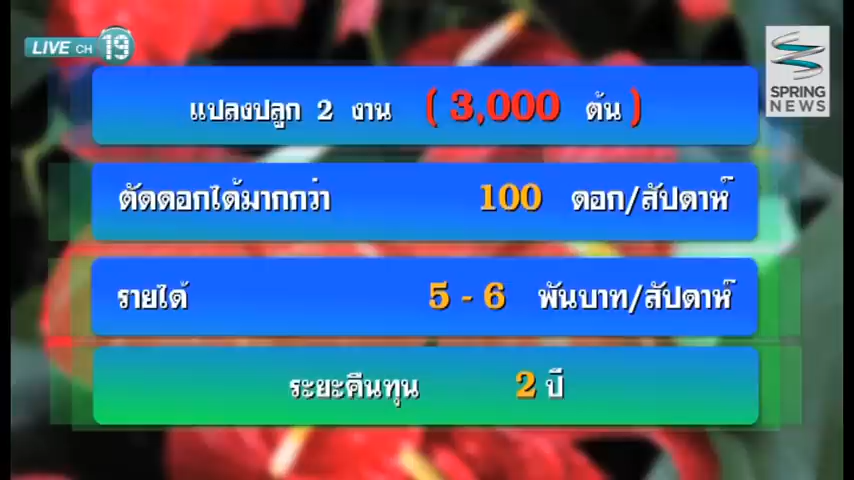 LIVE CH 19
SPRING
NEWS
แปลงปลูก 2 งาน ( 3,000 ต้น )
ตัดดอกได้มากกว่า 100 ดอก/สัปดาห์
รายได้ 5 - 6 พันบาท/สัปดาห์
ระยะคืนทุน 2 ปี